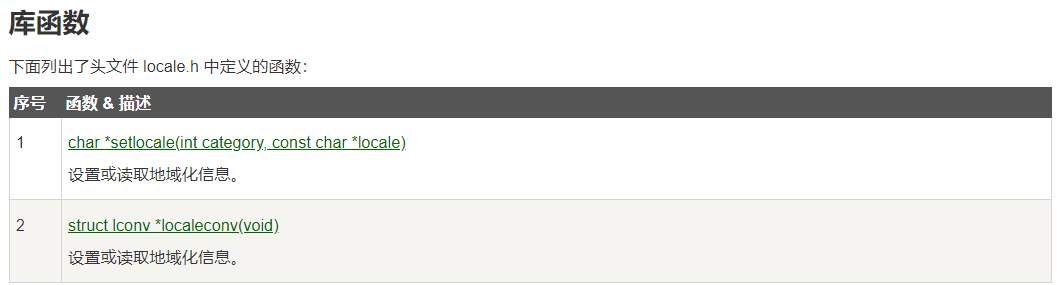 库函数
下面列出了头文件 locale.h 中定义的函数：
序号 函数 & 描述
1 char *setlocale(int category, const char *locale)
设置或读取地域化信息。
2 struct lconv *localeconv(void)
设置或读取地域化信息。